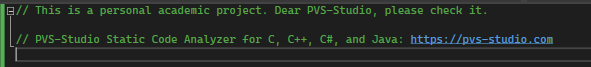 // This is a personal academic project. Dear PVS-Studio, please check it.
// PVS-Studio Static Code Analyzer for C, C++, C#, and Java: https://pvs-studio.com